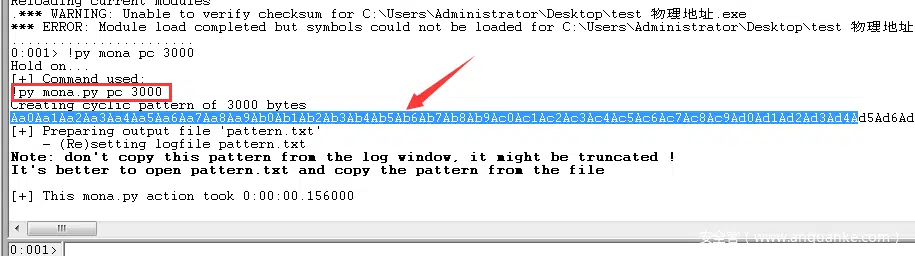 Reloading current modules
.*** WARNING: Unable to verify checksum for C:\Users\Administrator\Desktop\test 物理地址.exe
*** ERROR: Module load completed but symbols could not be loaded for C:\Users\Administrator\Desktop\test 物理地址
........................
0:001> !py mona pc 3000
Hold on...
[+] Command used:
!py mona.py pc 3000
Creating cyclic pattern of 3000 bytes
Aa0Aa1Aa2Aa3Aa4Aa5Aa6Aa7Aa8Aa9Ab0Ab1Ab2Ab3Ab4Ab5Ab6Ab7Ab8Ab9Ac0Ac1Ac2Ac3Ac4Ac5Ac6Ac7Ac8Ac9Ad0Ad1Ad2Ad3Ad4Ad5Ad6Ad
[+] Preparing output file 'pattern.txt'
- (Re)setting logfile pattern.txt
Note: don't copy this pattern from the log window, it might be truncated !
It's better to open pattern.txt and copy the pattern from the file
[+] This mona.py action took 0:00:00.156000
安全客 ( www.anquanke.com )
0:001>